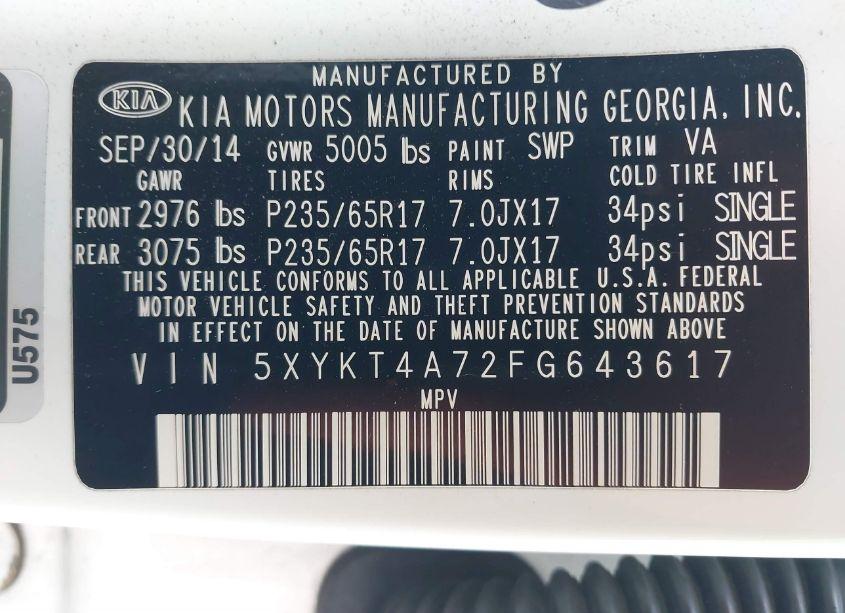 MANUFACTURED BY
KIA KIA MOTORS MANUFACTURING GEORGIA, INC.
SEP/30/14 GVWR 5005 lbs PAINT SWP TRIM VA
GAWR TIRES RIMS COLD TIRE INFL
FRONT 2976 lbs P235/65R17 7.0JX17 34psi SINGLE
REAR 3075 lbs P235/65R17 7.0JX17 34psi SINGLE
THIS VEHICLE CONFORMS TO ALL APPLICABLE U.S.A. FEDERAL
MOTOR VEHICLE SAFETY AND THEFT PREVENTION STANDARDS
IN EFFECT ON THE DATE OF MANUFACTURE SHOWN ABOVE
VIN 5XYKT4A72FG643617
MPV
U575